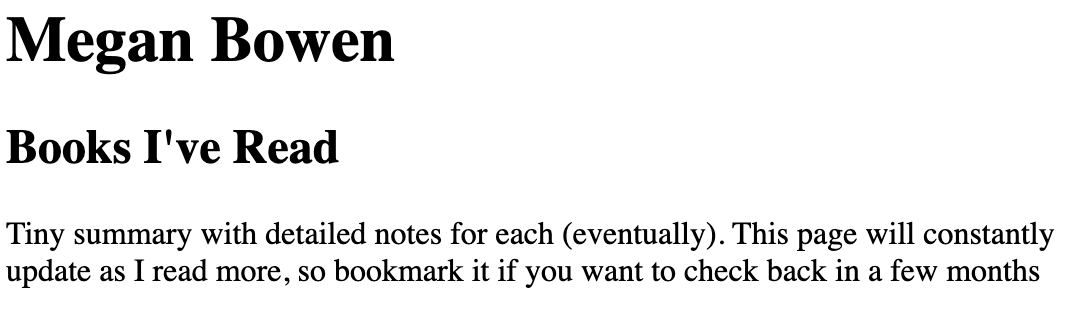 Megan Bowen
Books I've Read
Tiny summary with detailed notes for each (eventually). This page will constantly
update as I read more, so bookmark it if you want to check back in a few months